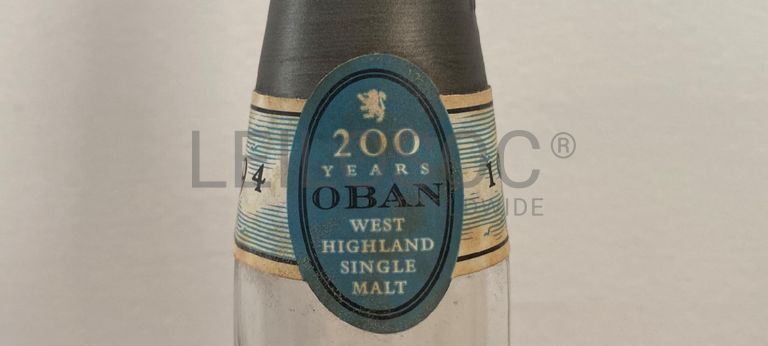 200
YEARS
OBAN
WEST
HIGHLAND
SINGLE
MALT